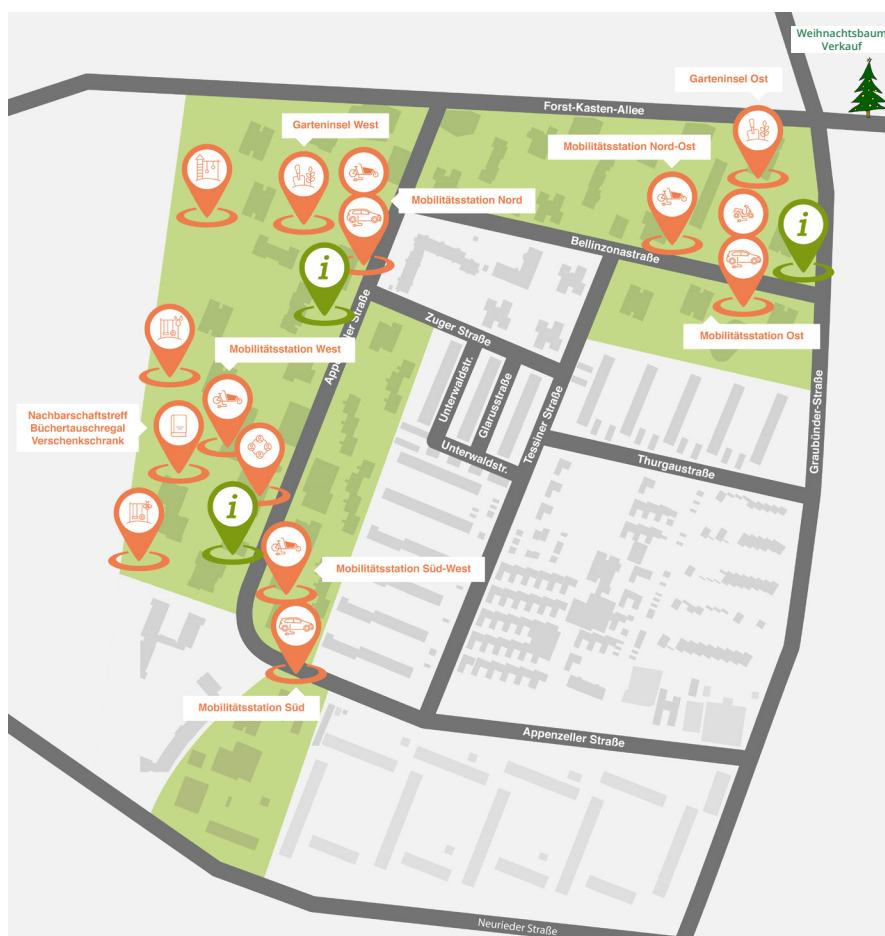 Weihnachtsbaum
Verkauf
Garteninsel Ost
Forst-Kasten-Allee
Garteninsel West
Mobilitätsstation Nord-Ost
Mobilitätsstation Nord
i
Bellinzonastraße
i
Zuger Straße
Mobilitätsstation Ost
Mobilitätsstation West
Unterwaldstr.
Glarusstraße
Tessiner Straße
Graubünder-Straße
Nachbarschaftstreff
Büchertauschregal
Verschenkschrank
Unterwaldstr.
Thurgaustraße
i
Mobilitätsstation Süd-West
Mobilitätsstation Süd
Appenzeller Straße
Neurieder Straße